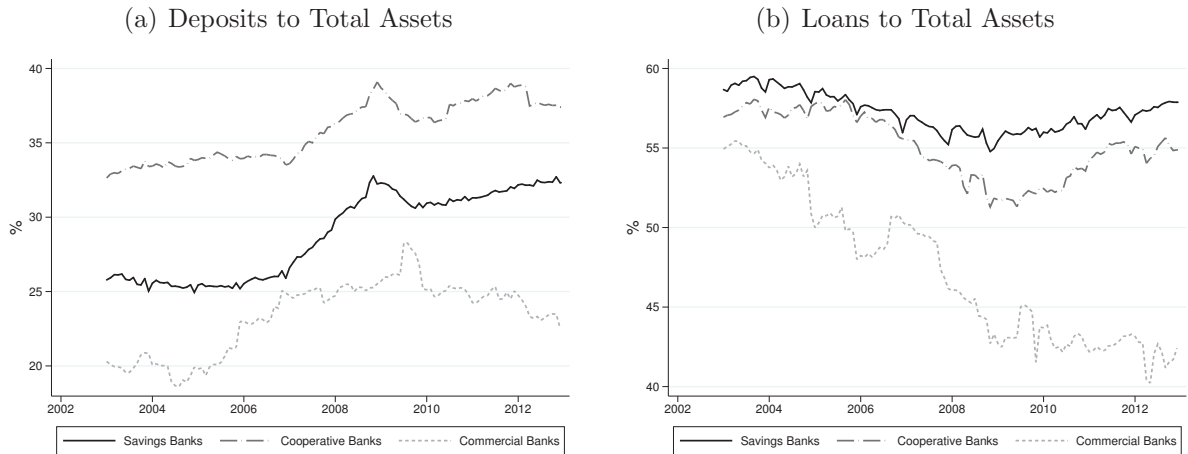 (a) Deposits to Total Assets
40
35
30
25
20
%
2002 2004 2006 2008 2010 2012
Savings Banks Cooperative Banks Commercial Banks
(b) Loans to Total Assets
60
55
50
45
40
%
2002 2004 2006 2008 2010 2012
Savings Banks Cooperative Banks Commercial Banks